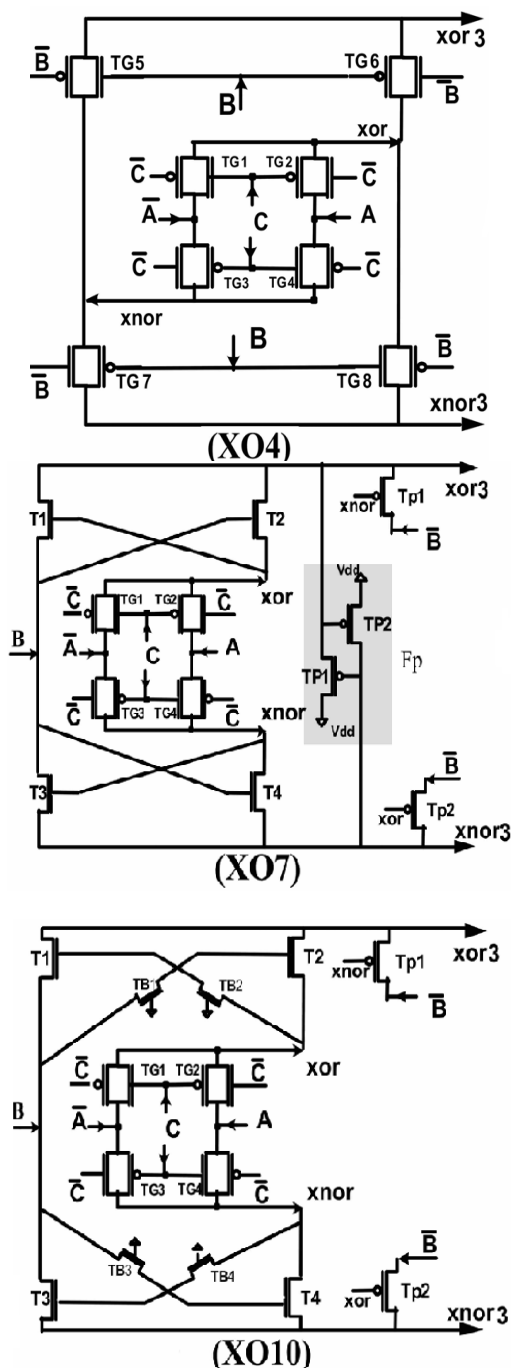 xor 3
B̅ TG5 TG6
B B̅
xor
C̅ TG1 TG2 C̅
A̅ C A
C̅ TG3 TG4 C̅
xnor
B B̅
B̅ TG7 TG8
xnor3
(XO4)
xor3
T1 T2 xnor Tp1
B̅
xor
C̅ TG1 TG2 C̅ Vdd
TP2
B A̅ C A Fp
TP1
C̅ TG3 TG4 C̅
xnor Vdd
B̅
T3 T4 xor Tp2
xnor3
(XO7)
xor3
T1 T2 xnor Tp1
TB1 TB2 B̅
xor
C̅ TG1 TG2 C̅
B A̅ C A
C̅ TG3 TG4 C̅
xnor
B̅
TB3 TB4
T3 T4 xor Tp2
xnor3
(XO10)